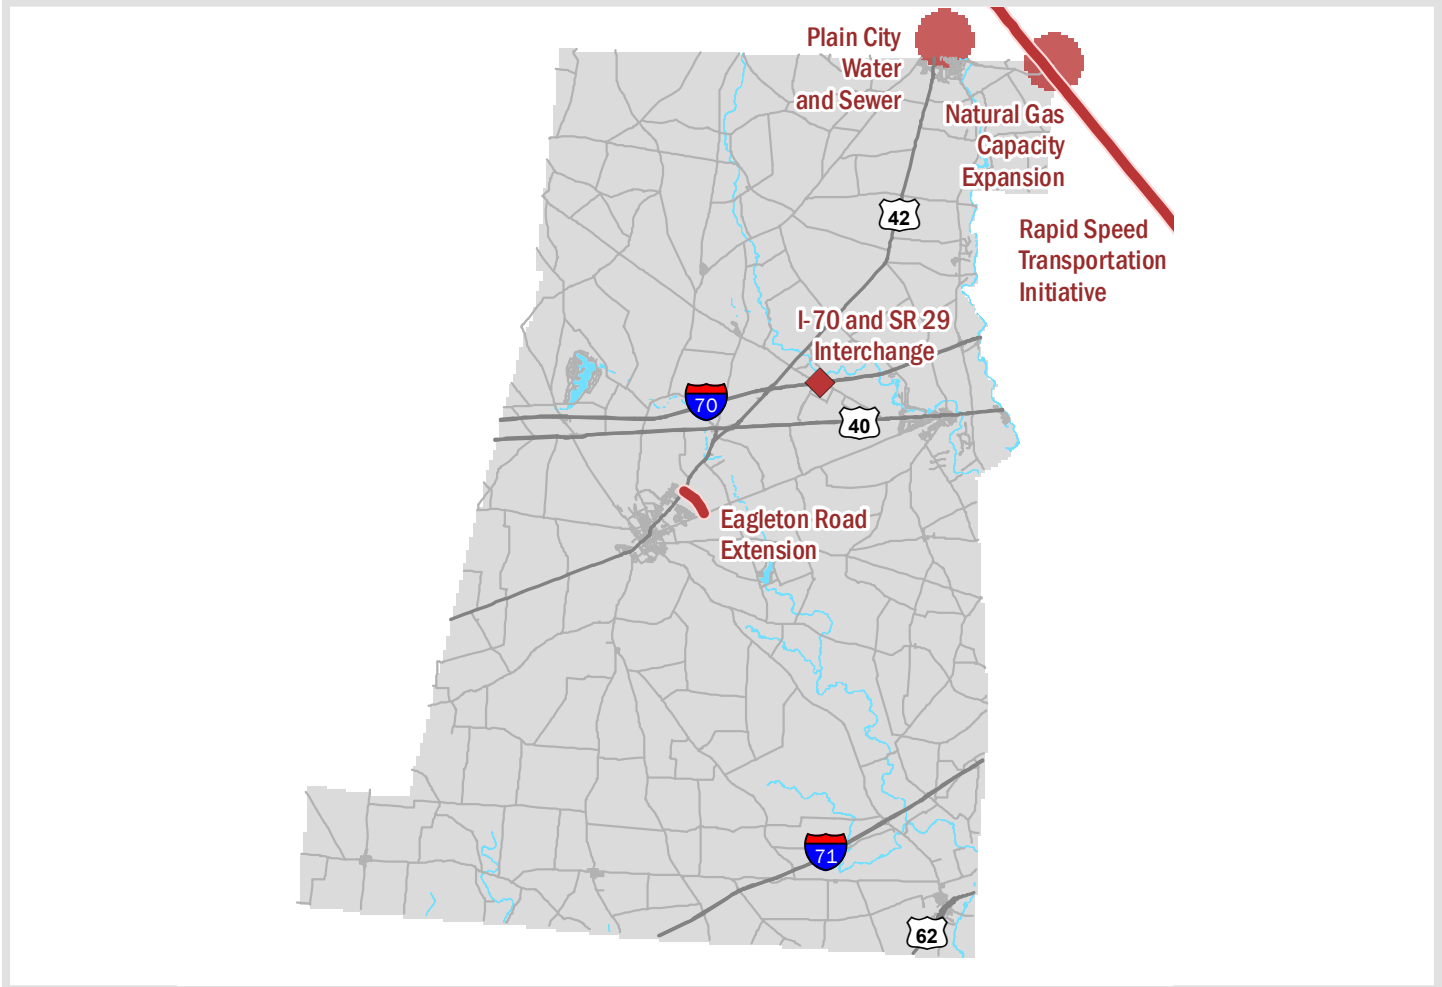 Plain City
Water
and Sewer
Natural Gas
Capacity
Expansion
42
Rapid Speed
Transportation
Initiative
I-70 and SR 29
Interchange
70
40
Eagleton Road
Extension
71
62